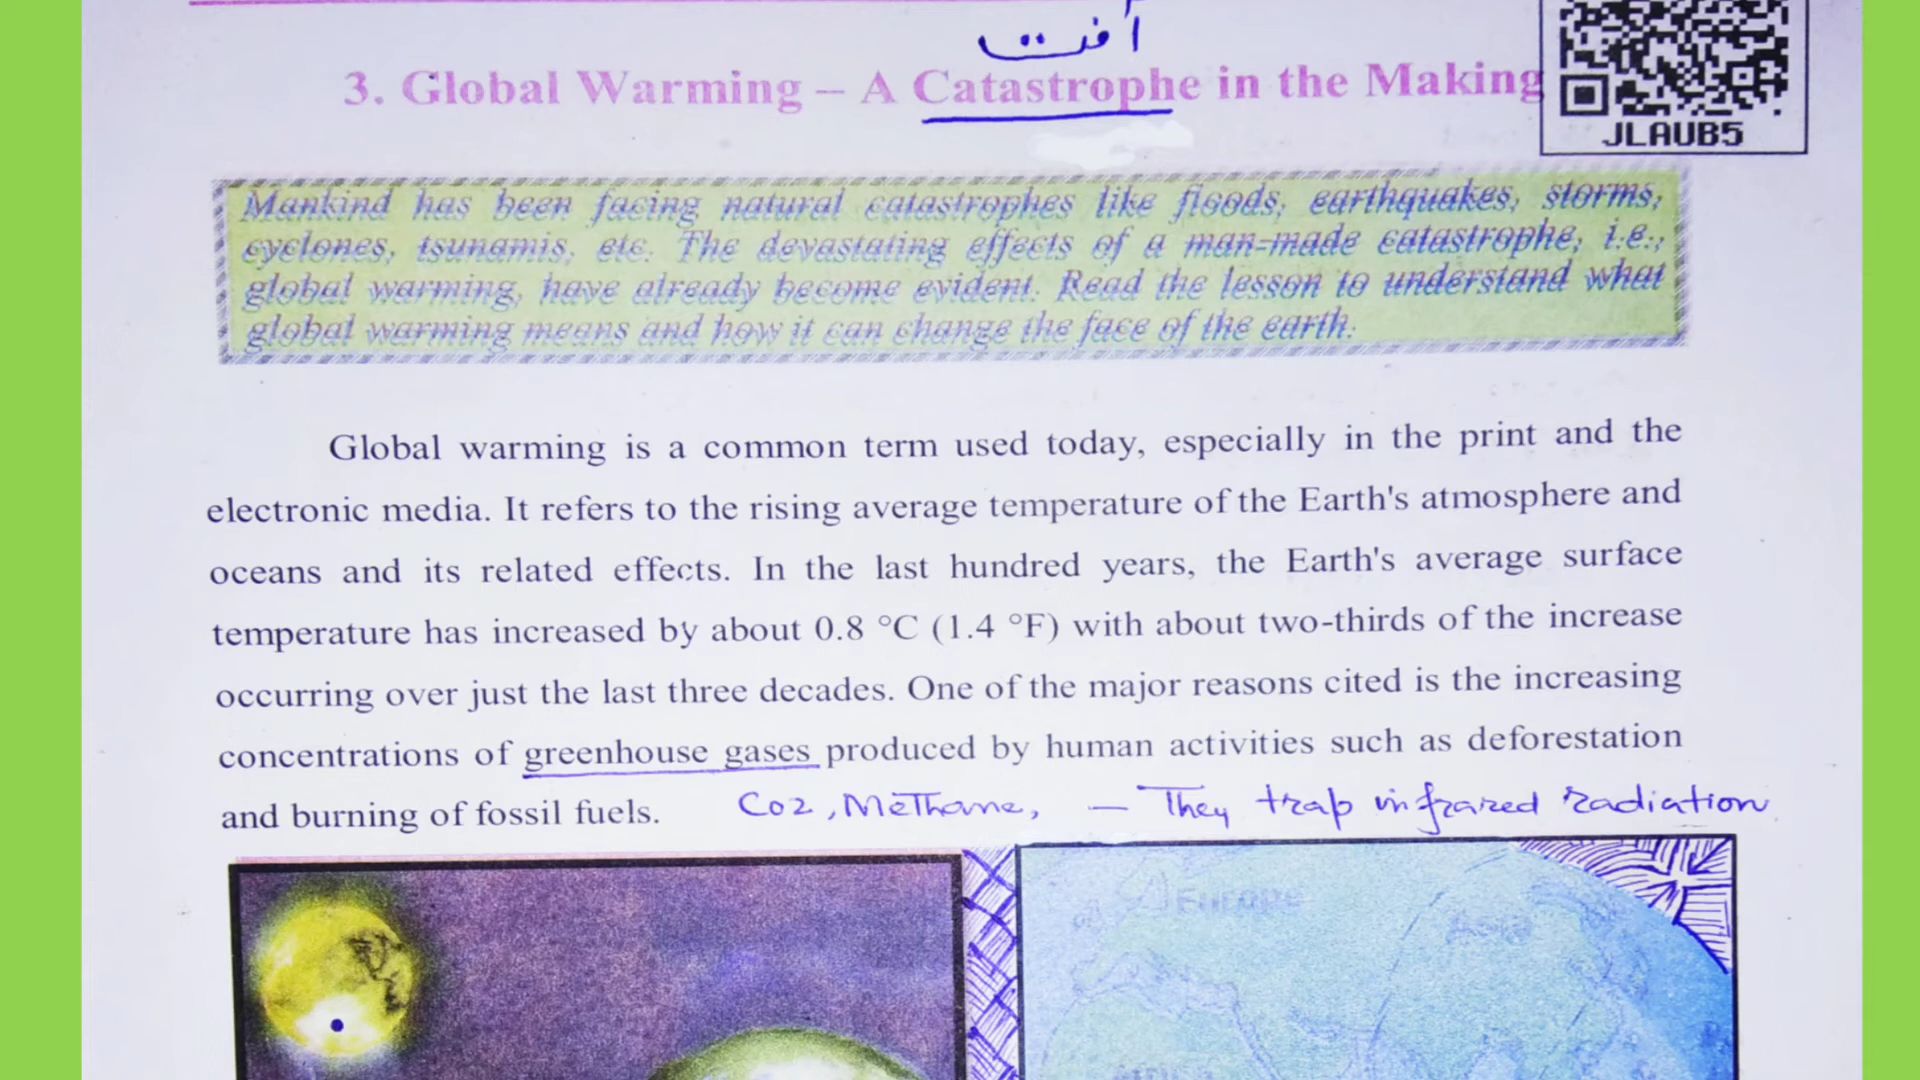 آفت
3. Global Warming – A Catastrophe in the Making
JLAUB5
Mankind has been facing natural catastrophes like floods, earthquakes, storms,
cyclones, tsunamis, etc. The devastating effects of a man-made catastrophe, i.e.,
global warming, have already become evident. Read the lesson to understand what
global warming means and how it can change the face of the earth.
Global warming is a common term used today, especially in the print and the
electronic media. It refers to the rising average temperature of the Earth's atmosphere and
oceans and its related effects. In the last hundred years, the Earth's average surface
temperature has increased by about 0.8 °C (1.4 °F) with about two-thirds of the increase
occurring over just the last three decades. One of the major reasons cited is the increasing
concentrations of greenhouse gases produced by human activities such as deforestation
and burning of fossil fuels.
Co2, Methane, — They trap infrared radiation
Europe
Asia